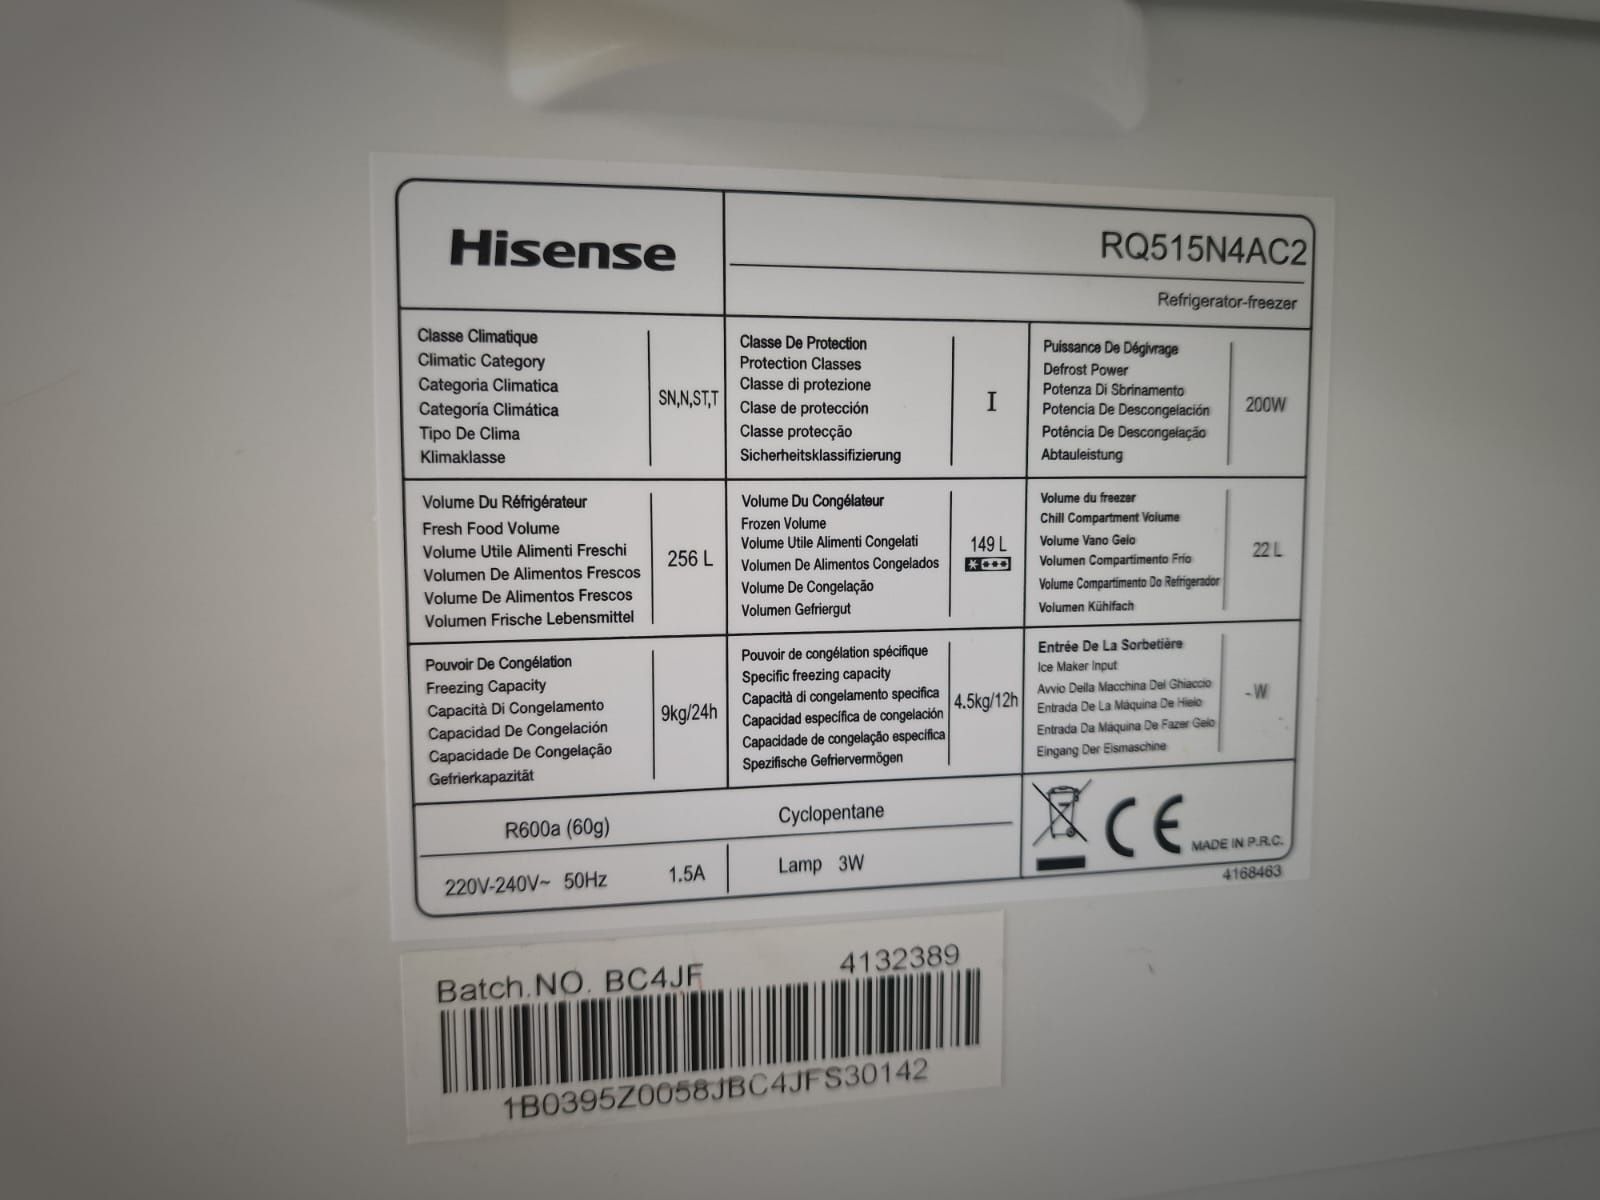 Hisense
RQ515N4AC2
Refrigerator-freezer
Classe Climatique
Climatic Category
Categoria Climatica
Categoría Climática
Tipo De Clima
Klimaklasse
SN,N,ST,T
Classe De Protection
Protection Classes
Classe di protezione
Clase de protección
Classe protecção
Sicherheitsklassifizierung
I
Puissance De Dégivrage
Defrost Power
Potenza Di Sbrinamento
Potencia De Descongelación
Potência De Descongelação
Abtauleistung
200W
Volume Du Réfrigérateur
Fresh Food Volume
Volume Utile Alimenti Freschi
Volumen De Alimentos Frescos
Volume De Alimentos Frescos
Volumen Frische Lebensmittel
256 L
Volume Du Congélateur
Frozen Volume
Volume Utile Alimenti Congelati
Volumen De Alimentos Congelados
Volume De Congelação
Volumen Gefriergut
149 L
Volume du freezer
Chill Compartment Volume
Volume Vano Gelo
Volumen Compartimento Frío
Volume Compartimento Do Refrigerador
Volumen Kühlfach
22 L
Pouvoir De Congélation
Freezing Capacity
Capacità Di Congelamento
Capacidad De Congelación
Capacidade De Congelação
Gefrierkapazität
9kg/24h
Pouvoir de congélation spécifique
Specific freezing capacity
Capacità di congelamento specifica
Capacidad específica de congelación
Capacidade de congelação específica
Spezifische Gefriervermögen
4.5kg/12h
Entrée De La Sorbetière
Ice Maker Input
Avvio Della Macchina Del Ghiaccio
Entrada De La Máquina De Hielo
Entrada Da Máquina De Fazer Gelo
Eingang Der Eismaschine
-W
R600a (60g)
Cyclopentane
220V-240V~ 50Hz
1.5A
Lamp 3W
CE
MADE IN P.R.C.
4168463
Batch.NO. BC4JF
4132389
1B0395Z0058JBC4JFS30142